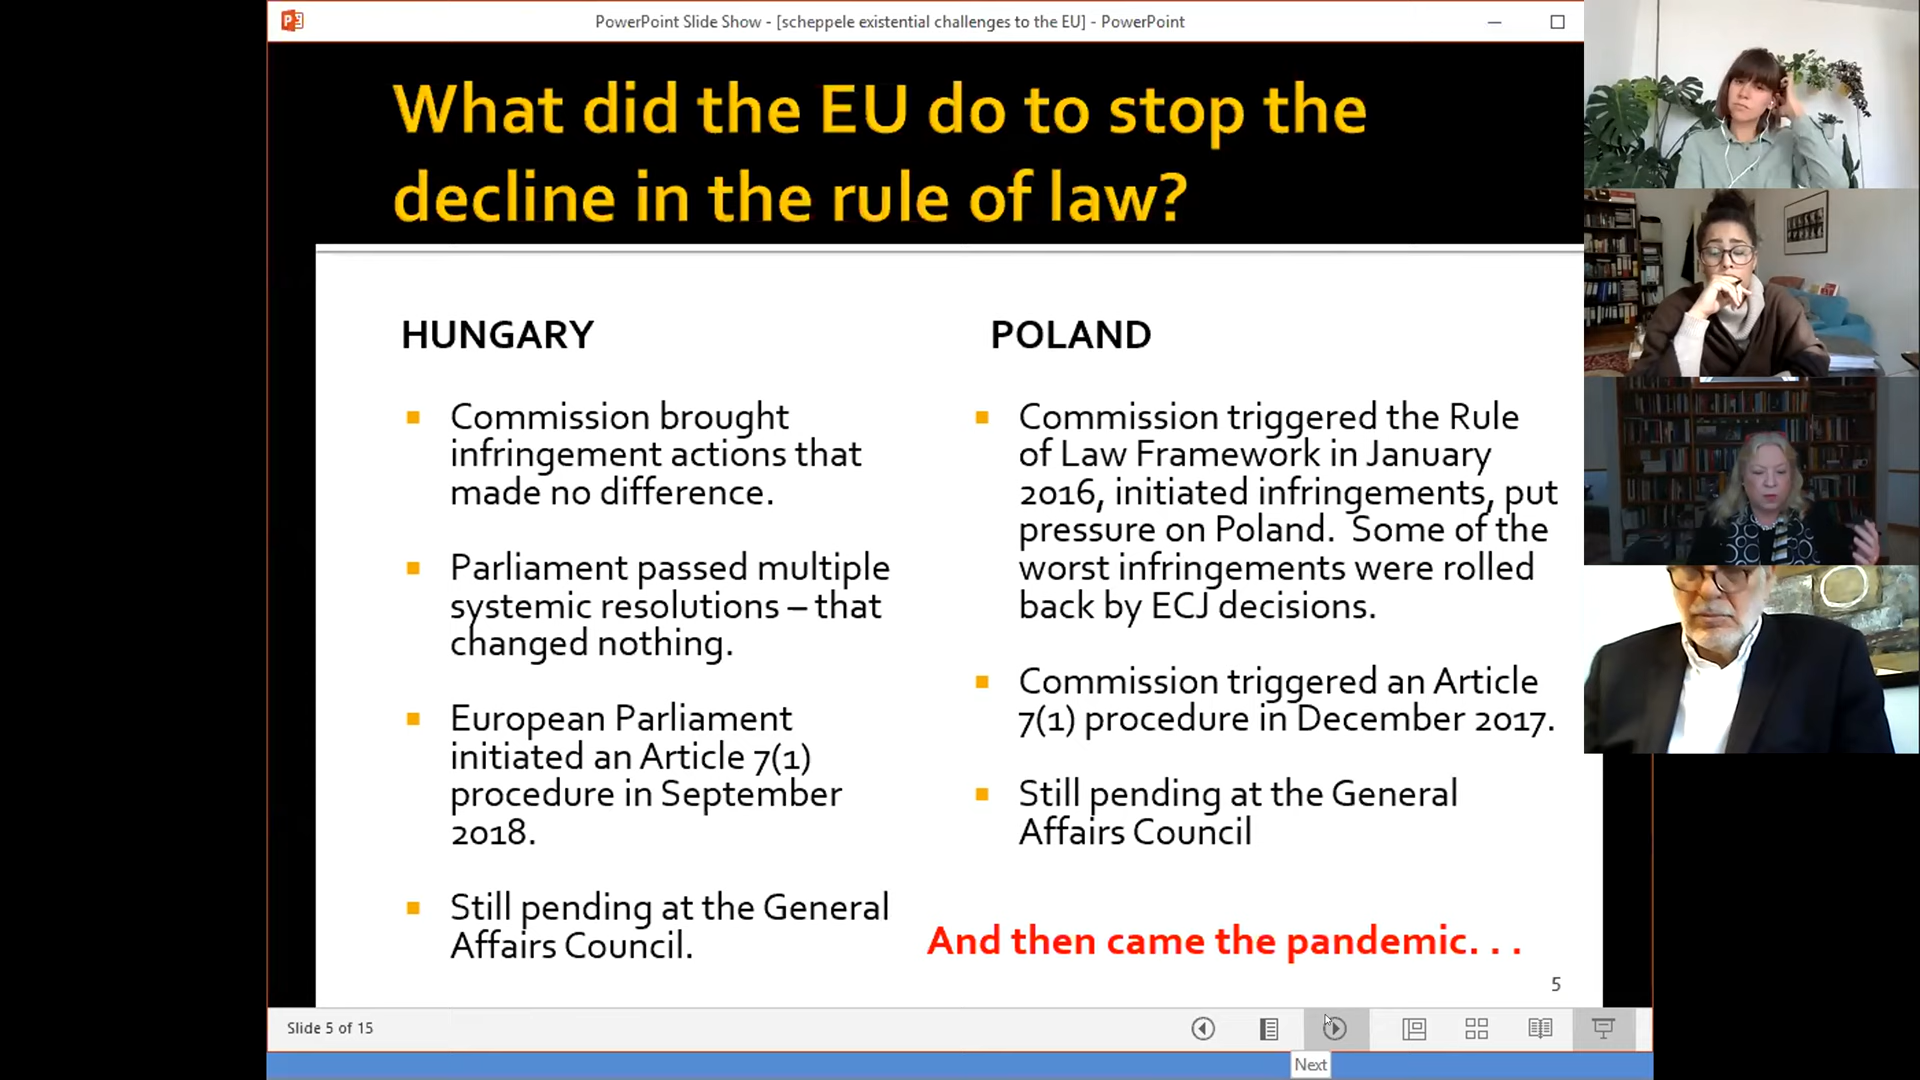 PowerPoint Slide Show - [scheppele existential challenges to the EU] - PowerPoint
What did the EU do to stop the
decline in the rule of law?
HUNGARY
Commission brought
infringement actions that
made no difference.
Parliament passed multiple
systemic resolutions – that
changed nothing.
European Parliament
initiated an Article 7(1)
procedure in September
2018.
Still pending at the General
Affairs Council.
POLAND
Commission triggered the Rule
of Law Framework in January
2016, initiated infringements, put
pressure on Poland.  Some of the
worst infringements were rolled
back by ECJ decisions.
Commission triggered an Article
7(1) procedure in December 2017.
Still pending at the General
Affairs Council
And then came the pandemic. . .
5
Slide 5 of 15
Next